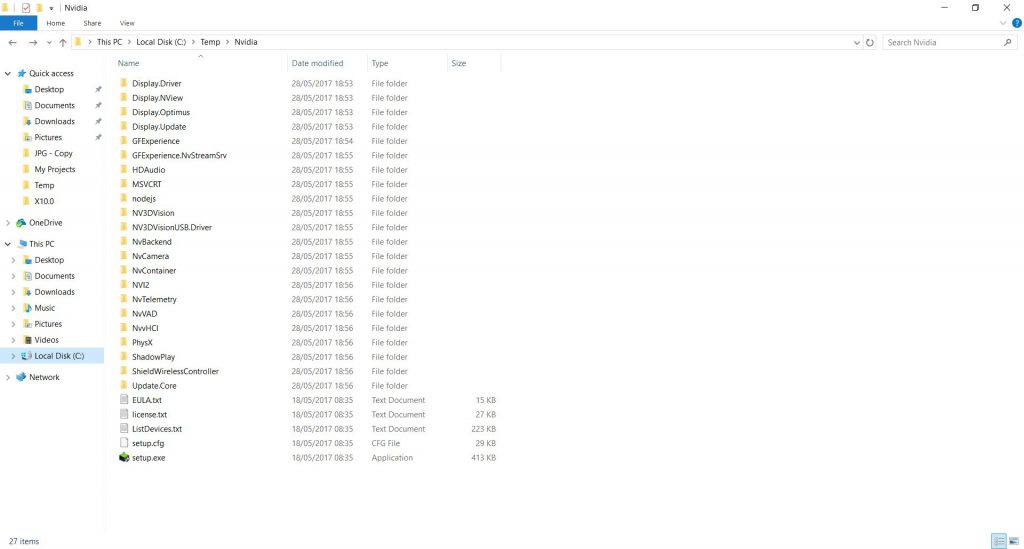 Nvidia
File Home Share View
This PC Local Disk (C:) Temp Nvidia Search Nvidia
Quick access
Desktop
Documents
Downloads
Pictures
JPG - Copy
My Projects
Temp
X10.0
OneDrive
This PC
Desktop
Documents
Downloads
Music
Pictures
Videos
Local Disk (C:)
Network
Name Date modified Type Size
Display.Driver 28/05/2017 18:53 File folder
Display.NView 28/05/2017 18:53 File folder
Display.Optimus 28/05/2017 18:53 File folder
Display.Update 28/05/2017 18:53 File folder
GFExperience 28/05/2017 18:54 File folder
GFExperience.NvStreamSrv 28/05/2017 18:55 File folder
HDAudio 28/05/2017 18:55 File folder
MSVCRT 28/05/2017 18:55 File folder
nodejs 28/05/2017 18:55 File folder
NV3DVision 28/05/2017 18:55 File folder
NV3DVisionUSB.Driver 28/05/2017 18:55 File folder
NvBackend 28/05/2017 18:55 File folder
NvCamera 28/05/2017 18:55 File folder
NvContainer 28/05/2017 18:55 File folder
NVI2 28/05/2017 18:56 File folder
NvTelemetry 28/05/2017 18:56 File folder
NvVAD 28/05/2017 18:56 File folder
NvvHCI 28/05/2017 18:56 File folder
PhysX 28/05/2017 18:56 File folder
ShadowPlay 28/05/2017 18:56 File folder
ShieldWirelessController 28/05/2017 18:56 File folder
Update.Core 28/05/2017 18:56 File folder
EULA.txt 18/05/2017 08:35 Text Document 15 KB
license.txt 18/05/2017 08:35 Text Document 27 KB
ListDevices.txt 18/05/2017 08:35 Text Document 223 KB
setup.cfg 18/05/2017 08:35 CFG File 29 KB
setup.exe 18/05/2017 08:35 Application 413 KB
27 items